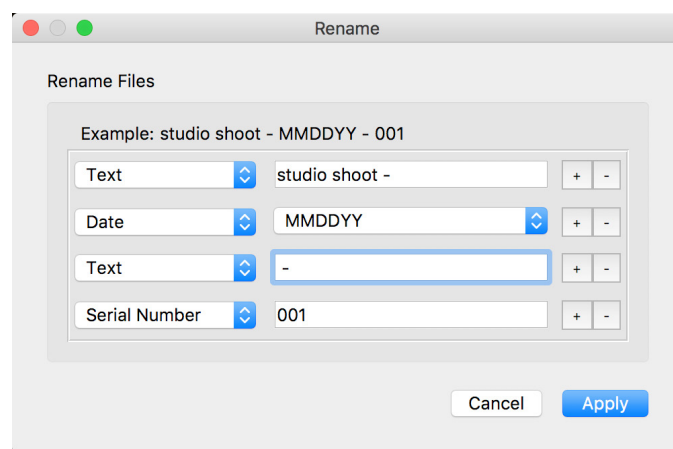 Rename
Rename Files
Example: studio shoot - MMDDYY - 001
Text studio shoot - + -
Date MMDDYY + -
Text - + -
Serial Number 001 + -
Cancel Apply